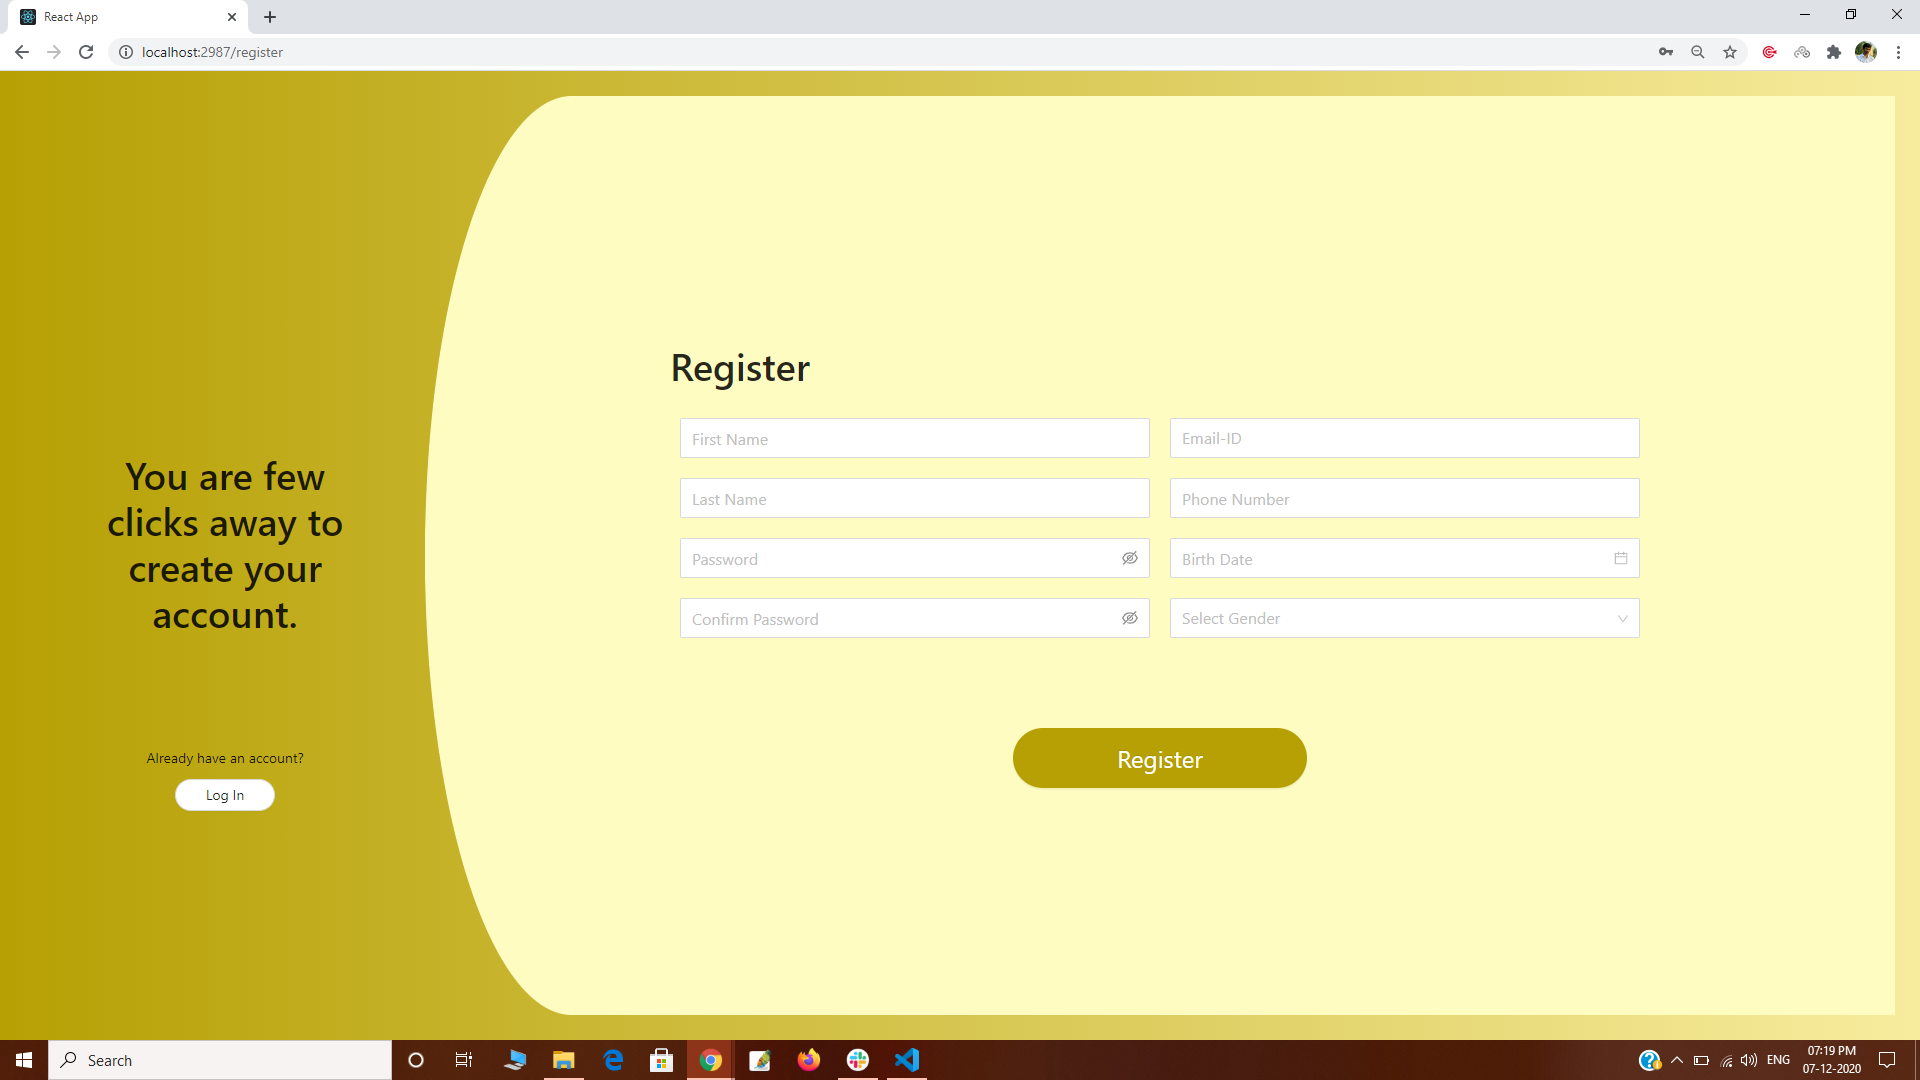 React App
localhost:2987/register
Register
First Name
Email-ID
Last Name
Phone Number
Password
Birth Date
Confirm Password
Select Gender
Register
You are few
clicks away to
create your
account.
Already have an account?
Log In
Search
ENG
07:19 PM
07-12-2020